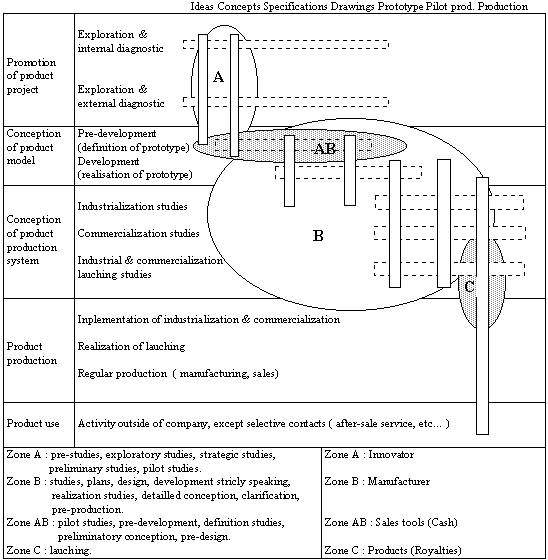 Ideas Concepts Specifications Drawings Prototype Pilot prod. Production
Promotion
of product
project
Exploration &
internal diagnostic
Exploration &
external diagnostic
A
Conception
of product
model
Pre-development
(definition of prototype)
Development
(realisation of prototype)
AB
Conception
of product
production
system
Industrialization studies
Commercialization studies
Industrial & commercialization
lauching studies
B
C
Product
production
Inplementation of industrialization & commercialization
Realization of lauching
Regular production ( manufacturing, sales)
Product use
Activity outside of company, except selective contacts ( after-sale service, etc... )
Zone A : pre-studies, exploratory studies, strategic studies,
preliminary studies, pilot studies.
Zone B : studies, plans, design, development stricly speaking,
realization studies, detailled conception, clarification,
pre-production.
Zone AB : pilot studies, pre-development, definition studies,
preliminary conception, pre-design.
Zone C : lauching.
Zone A : Innovator
Zone B : Manufacturer
Zone AB : Sales tools (Cash)
Zone C : Products (Royalties)